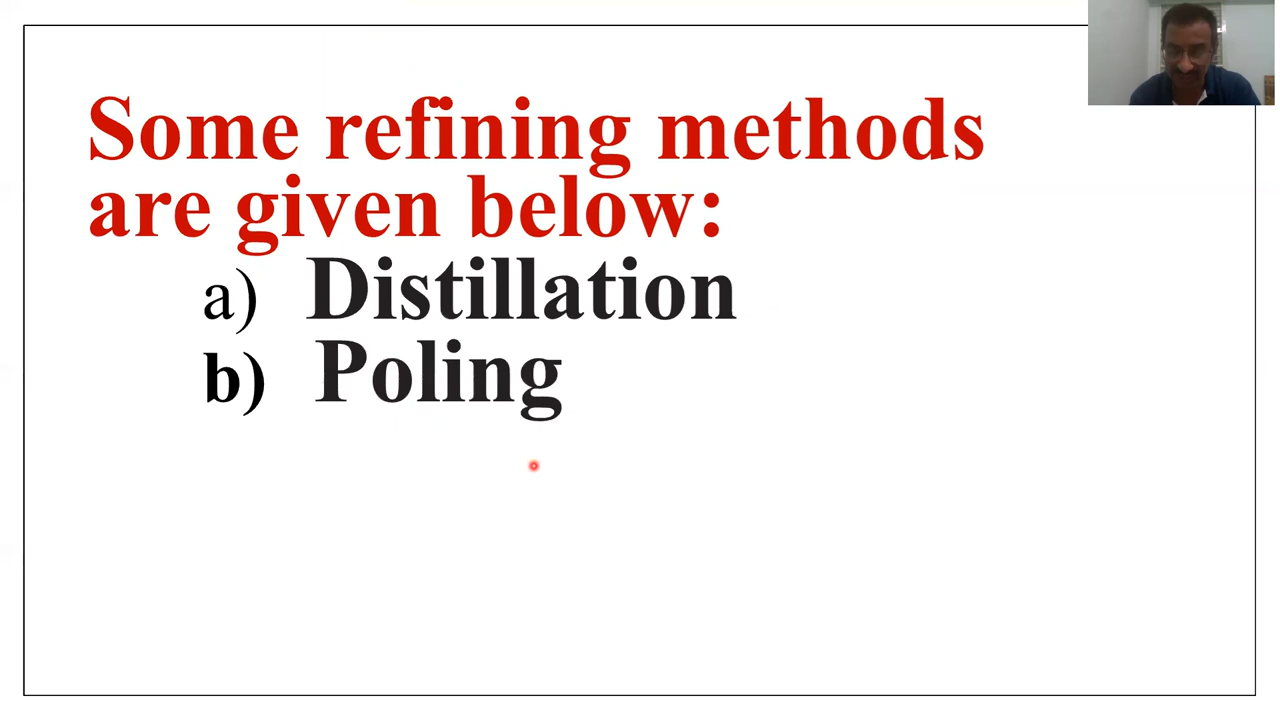 Some refining methods
are given below:
a) Distillation
b) Poling